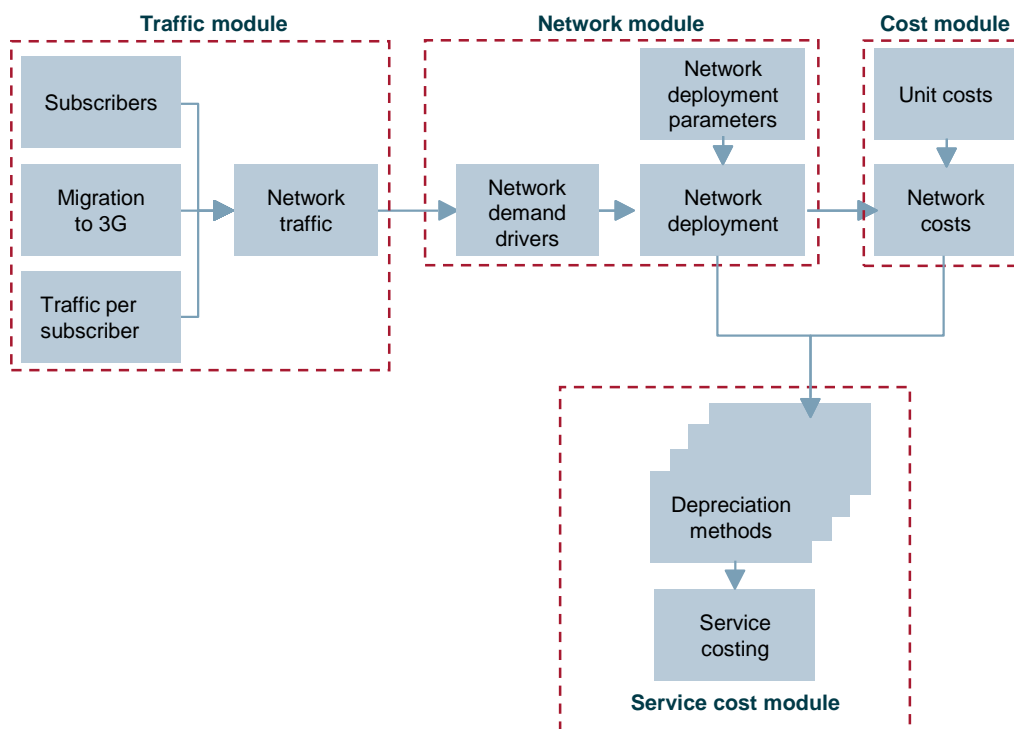 Traffic module
Network module
Cost module
Subscribers
Migration
to 3G
Traffic per
subscriber
Network
traffic
Network
demand
drivers
Network
deployment
parameters
Network
deployment
Unit costs
Network
costs
Depreciation
methods
Service
costing
Service cost module